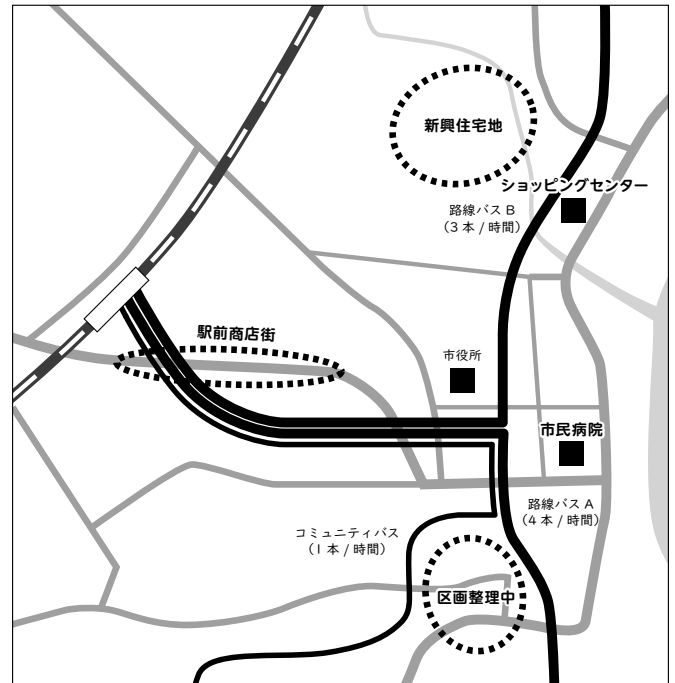 新興住宅地
ショッピングセンター
路線バス B
（3 本 / 時間）
駅前商店街
市役所
市民病院
路線バス A
（4 本 / 時間）
コミュニティバス
（1 本 / 時間）
区画整理中